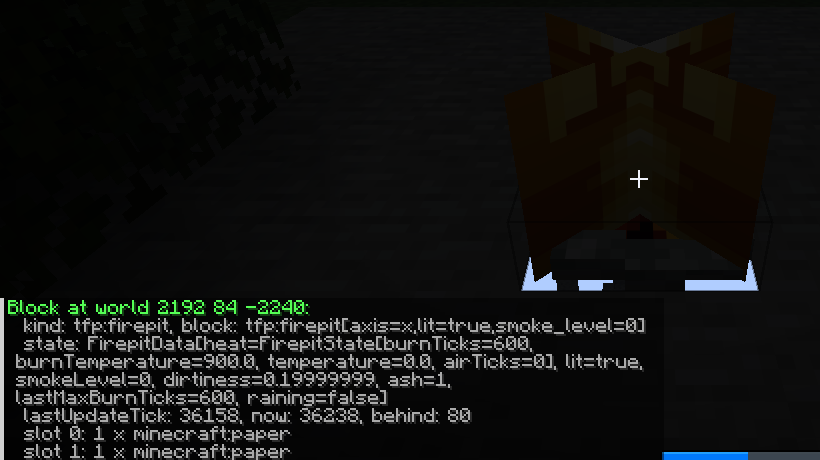 Block at world 2192 84 -2240:
kind: tfp:firepit, block: tfp:firepit[axis=x,lit=true,smoke_level=0]
state: FirepitData[heat=FirepitState[burnTicks=600,
burnTemperature=900.0, temperature=0.0, airTicks=0], lit=true,
smokeLevel=0, dirtiness=0.19999999, ash=1,
lastMaxBurnTicks=600, raining=false]
lastUpdateTick: 36158, now: 36238, behind: 80
slot 0: 1 x minecraft:paper
slot 1: 1 x minecraft:paper